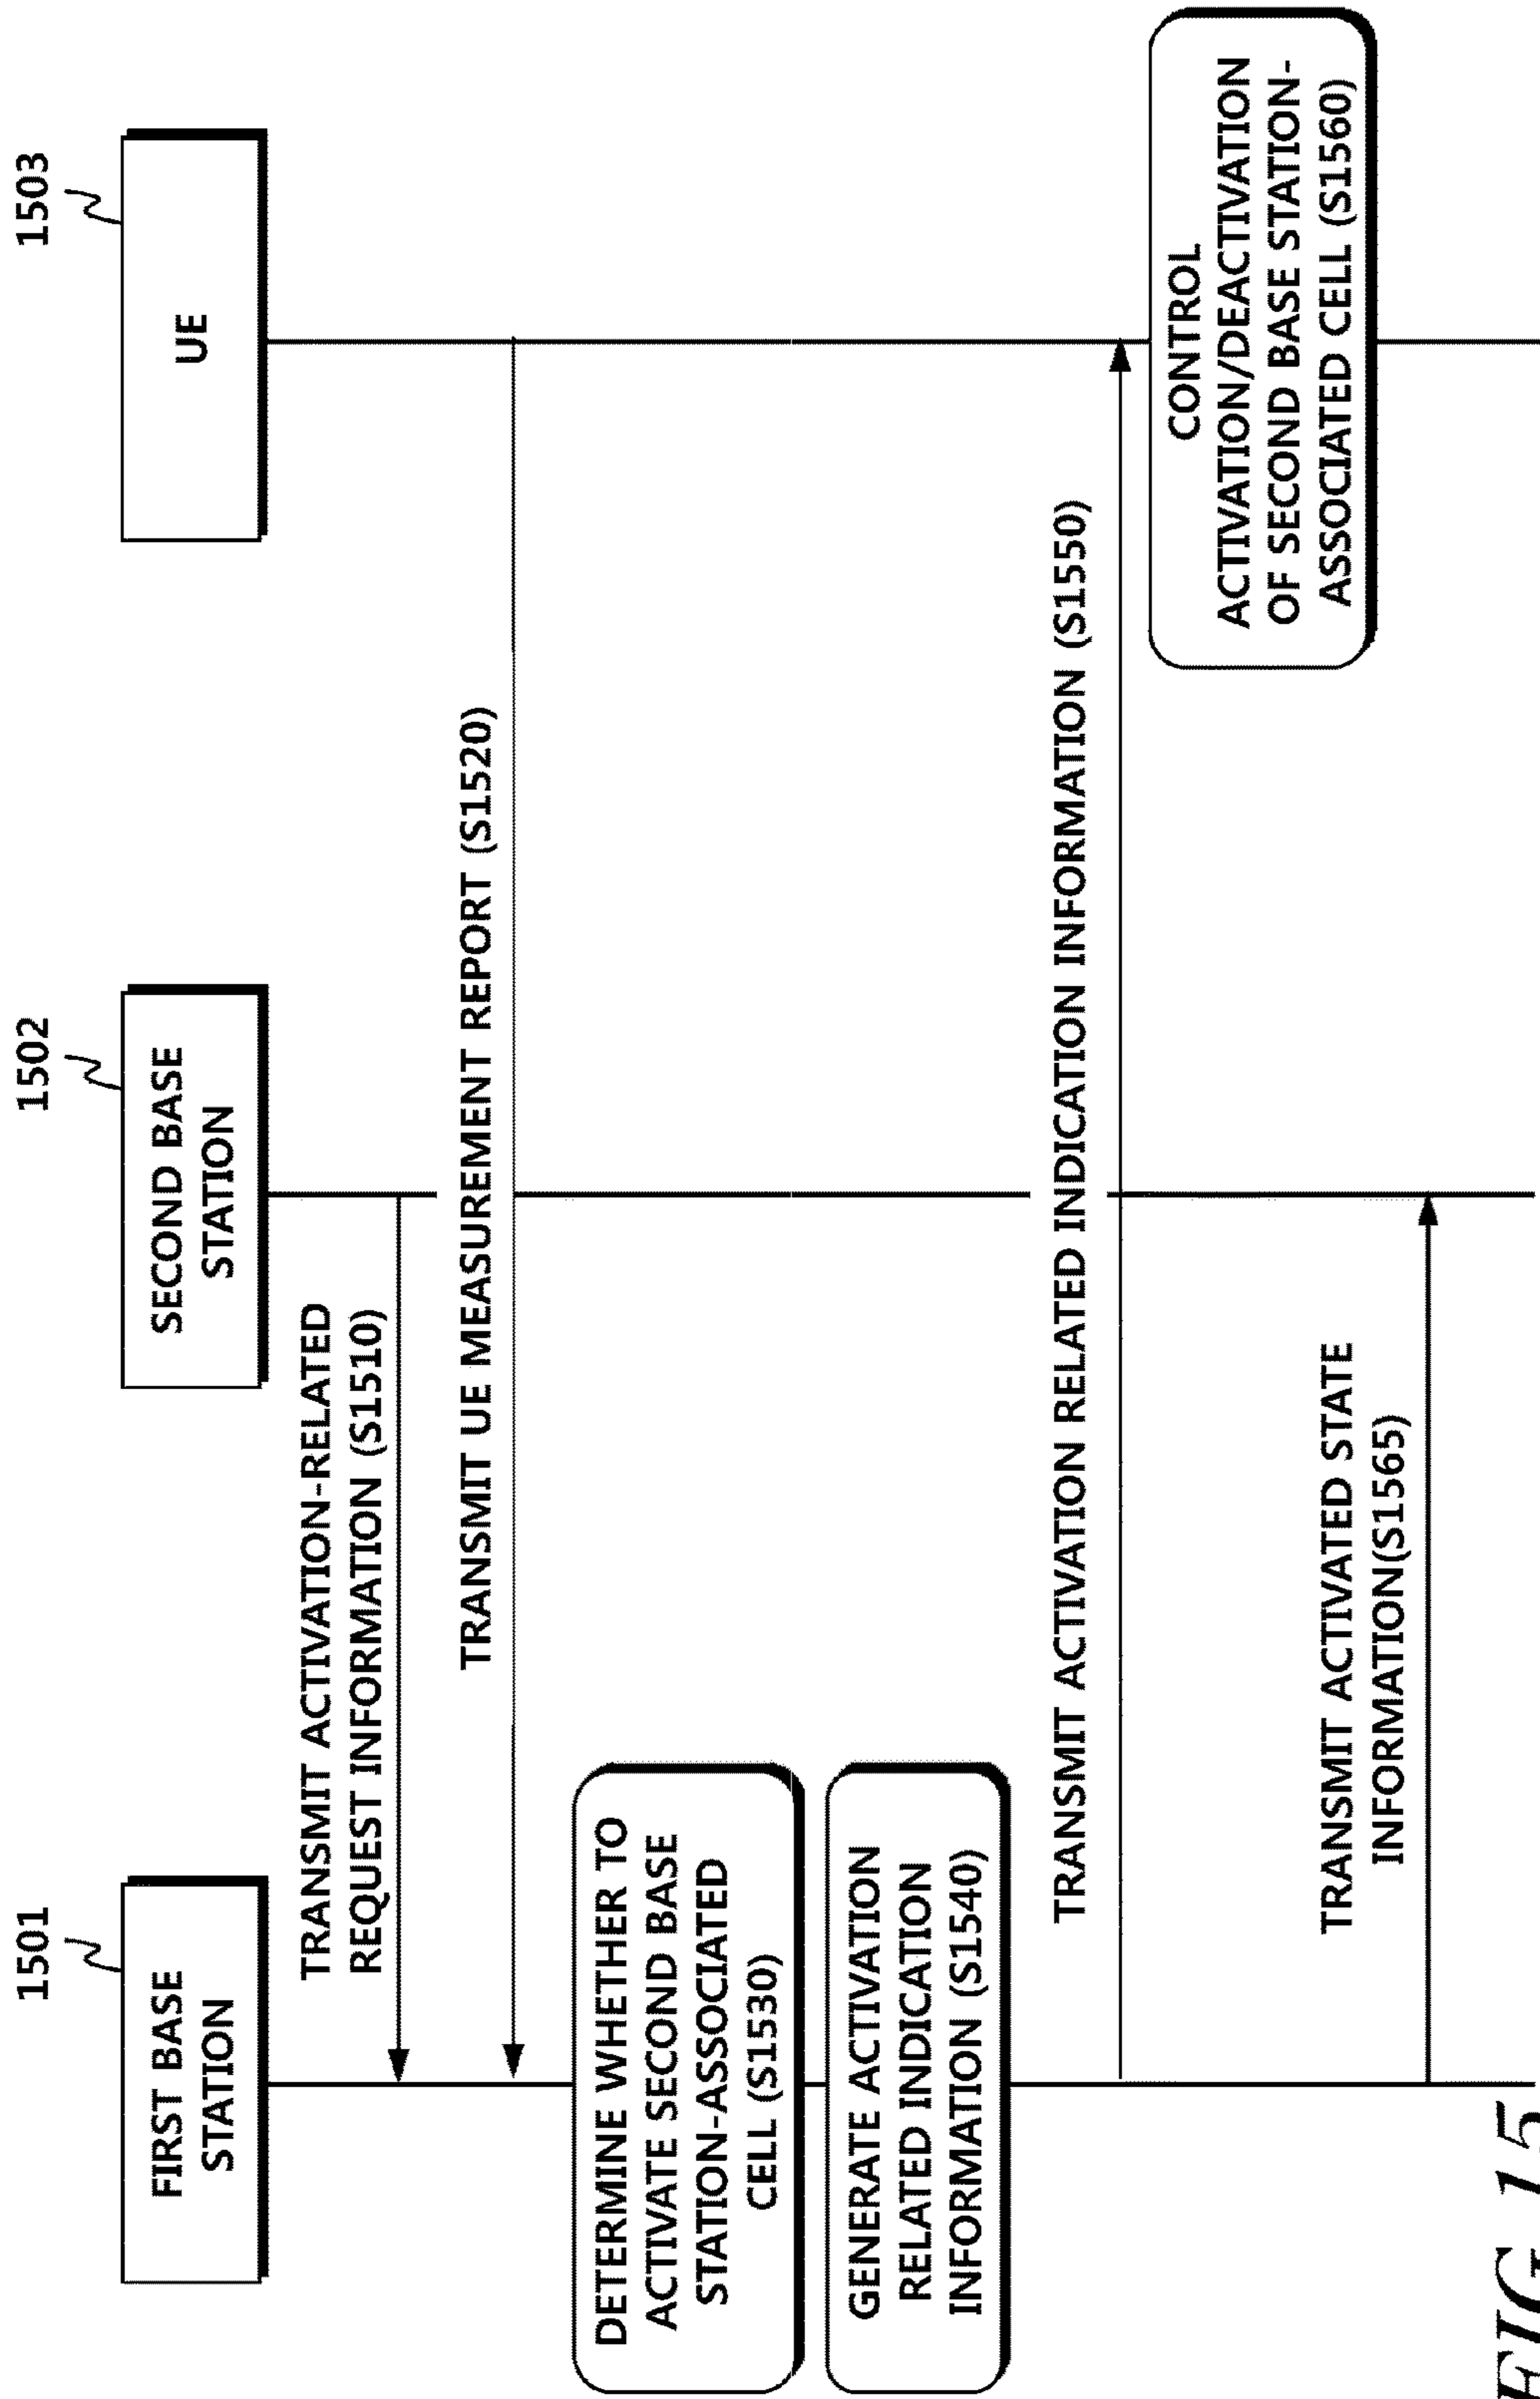 1501
1502
1503
FIRST BASE
STATION
SECOND BASE
STATION
UE
TRANSMIT ACTIVATION-RELATED
REQUEST INFORMATION (S1510)
TRANSMIT UE MEASUREMENT REPORT (S1520)
DETERMINE WHETHER TO
ACTIVATE SECOND BASE
STATION-ASSOCIATED
CELL (S1530)
GENERATE ACTIVATION
RELATED INDICATION
INFORMATION (S1540)
TRANSMIT ACTIVATION RELATED INDICATION INFORMATION (S1550)
CONTROL
ACTIVATION/DEACTIVATION
OF SECOND BASE STATION-
ASSOCIATED CELL (S1560)
TRANSMIT ACTIVATED STATE
INFORMATION(S1565)
FIG 15